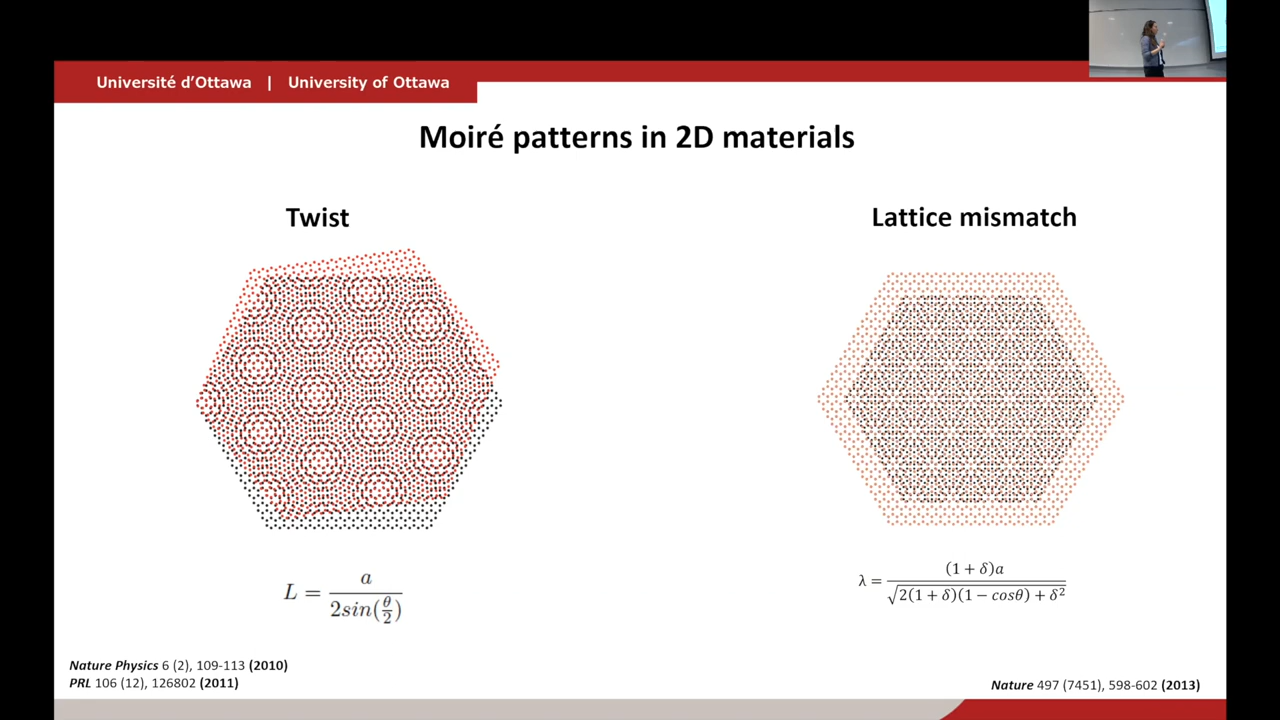 Université d'Ottawa | University of Ottawa
Moiré patterns in 2D materials
Twist
Lattice mismatch
L = a / 2sin(θ/2)
λ = (1 + δ)a / √2(1 + δ)(1 − cosθ) + δ²
Nature Physics 6 (2), 109-113 (2010)
PRL 106 (12), 126802 (2011)
Nature 497 (7451), 598-602 (2013)